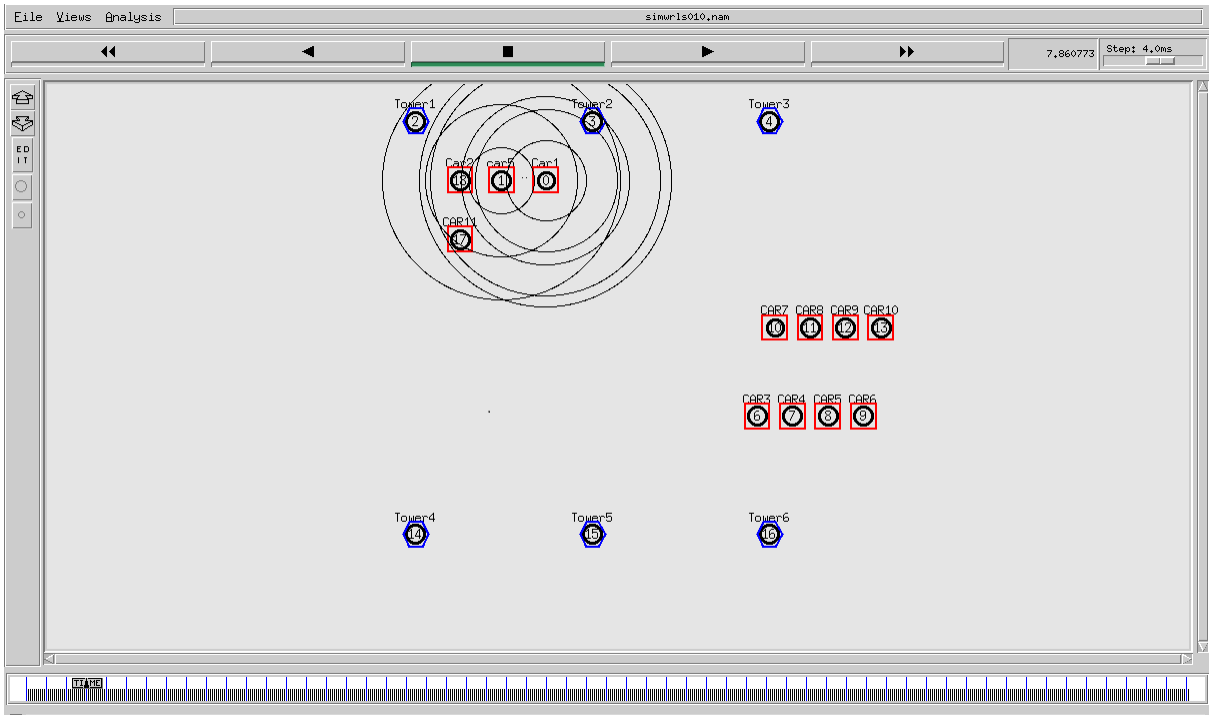 File Views Analysis simwrls010.nam
7.860773 Step: 4.0ms
ED
IT
Tower1 Tower2 Tower3
2 3 4
Car2 car5 Car1
18 1 0
CAR11
17
CAR7 CAR8 CAR9 CAR10
10 11 12 13
CAR3 CAR4 CAR5 CAR6
6 7 8 9
Tower4 Tower5 Tower6
14 15 16
TIME